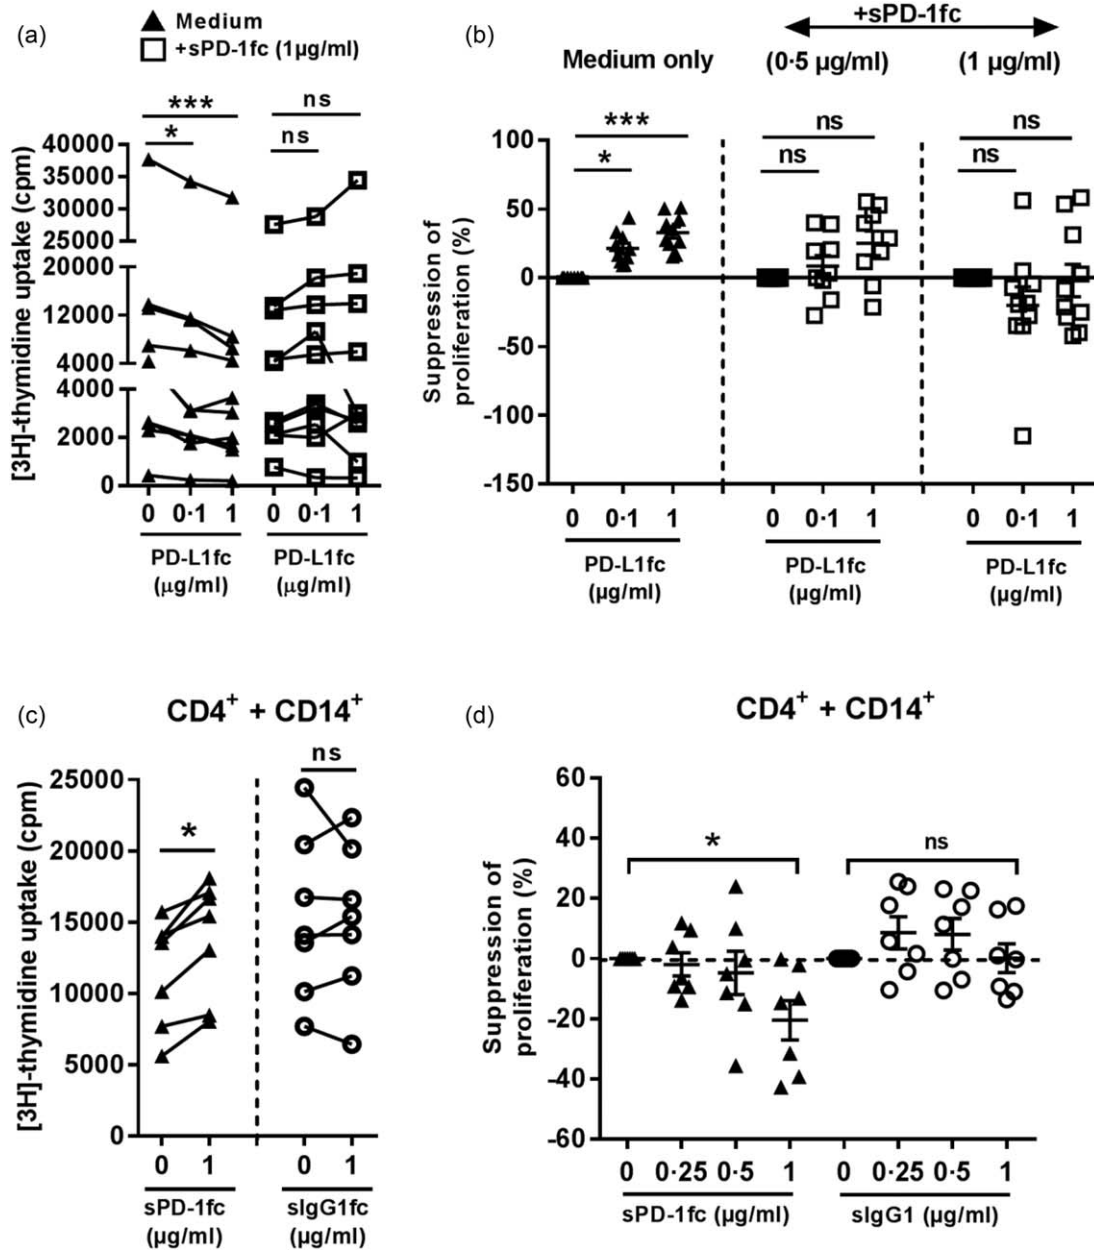 (a)
Medium
+sPD-1fc (1μg/ml)
***
*
ns
ns
[3H]-thymidine uptake (cpm)
40000
35000
30000
25000
20000
12000
4000
4000
2000
0
0 0·1 1 0 0·1 1
PD-L1fc (μg/ml)
PD-L1fc (μg/ml)
(b)
+sPD-1fc
Medium only (0·5 μg/ml) (1 μg/ml)
***
*
ns
ns
ns
ns
Suppression of
proliferation (%)
100
50
0
-50
-100
-150
0 0·1 1 0 0·1 1 0 0·1 1
PD-L1fc
(μg/ml)
PD-L1fc
(μg/ml)
PD-L1fc
(μg/ml)
(c)
CD4+ + CD14+
*
ns
[3H]-thymidine uptake (cpm)
25000
20000
15000
10000
5000
0
0 1 0 1
sPD-1fc
(μg/ml)
sIgG1fc
(μg/ml)
(d)
CD4+ + CD14+
*
ns
Suppression of
proliferation (%)
60
40
20
0
-20
-40
-60
0 0·25 0·5 1 0 0·25 0·5 1
sPD-1fc (μg/ml) sIgG1 (μg/ml)